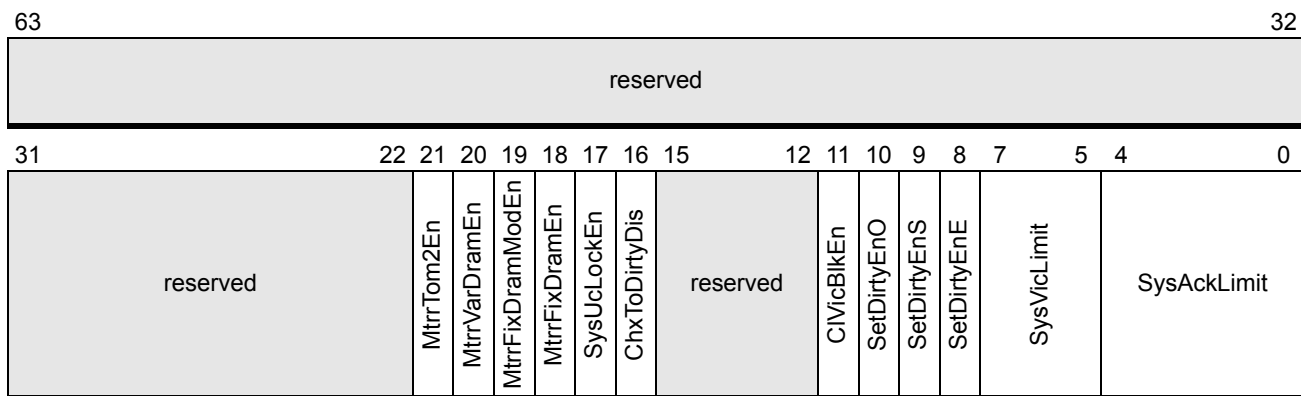 63 32
reserved
31 22 21 20 19 18 17 16 15 12 11 10 9 8 7 5 4 0
reserved
MtrrTom2En
MtrrVarDramEn
MtrrFixDramModEn
MtrrFixDramEn
SysUcLockEn
ChxToDirtyDis
reserved
ClVicBlkEn
SetDirtyEnO
SetDirtyEnS
SetDirtyEnE
SysVicLimit
SysAckLimit